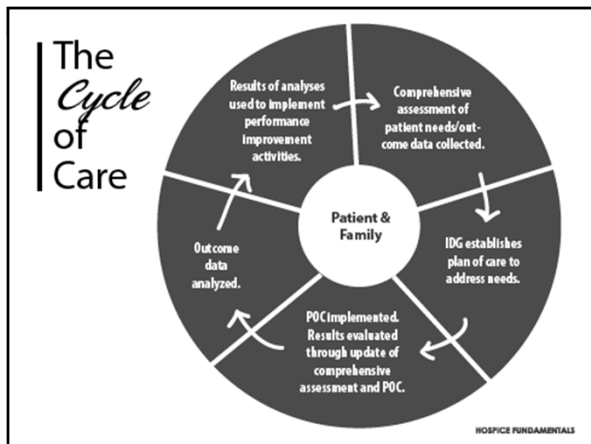 The
Cycle
of
Care
Results of analyses
used to implement
performance
improvement
activities.
Comprehensive
assessment of
patient needs/out-
come data collected.
Patient &
Family
IDG establishes
plan of care to
address needs.
Outcome
data
analyzed.
POC implemented.
Results evaluated
through update of
comprehensive
assessment and POC.
HOSPICE FUNDAMENTALS